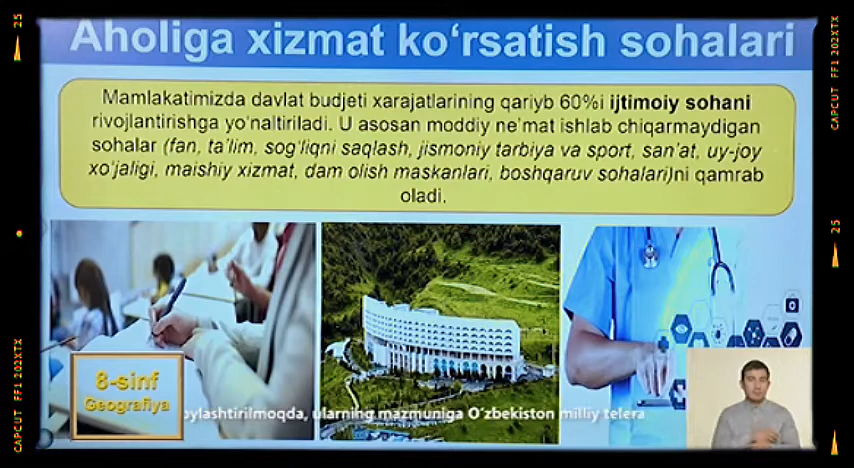 Aholiga xizmat ko‘rsatish sohalari
Mamlakatimizda davlat budjeti xarajatlarining qariyb 60%i ijtimoiy sohani
rivojlantirishga yo‘naltiriladi. U asosan moddiy ne’mat ishlab chiqarmaydigan
sohalar (fan, ta’lim, sog‘liqni saqlash, jismoniy tarbiya va sport, san’at, uy-joy
xo‘jaligi, maishiy xizmat, dam olish maskanlari, boshqaruv sohalari)ni qamrab
oladi.
8-sinf
Geografiya
oylashtirilmoqda, ularning mazmuniga O‘zbekiston milliy telera
25
CAPCUT FF1 202XTX
CAPCUT FF1 202XTX
25